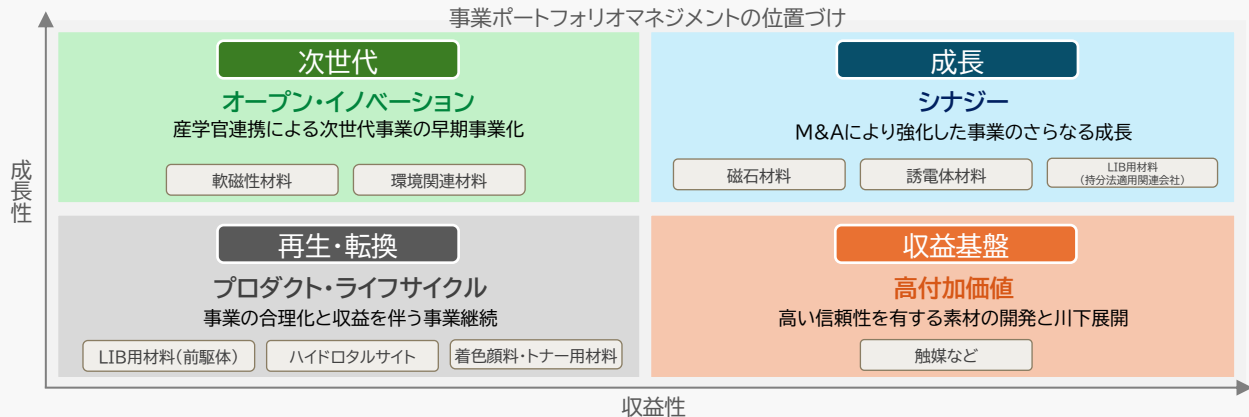 事業ポートフォリオマネジメントの位置づけ
成長性
次世代
オープン・イノベーション
産学官連携による次世代事業の早期事業化
軟磁性材料
環境関連材料
成長
シナジー
M&Aにより強化した事業のさらなる成長
磁石材料
誘電体材料
LIB用材料
(持分法適用関連会社)
再生・転換
プロダクト・ライフサイクル
事業の合理化と収益を伴う事業継続
LIB用材料(前駆体)
ハイドロタルサイト
着色顔料・トナー用材料
収益基盤
高付加価値
高い信頼性を有する素材の開発と川下展開
触媒など
収益性